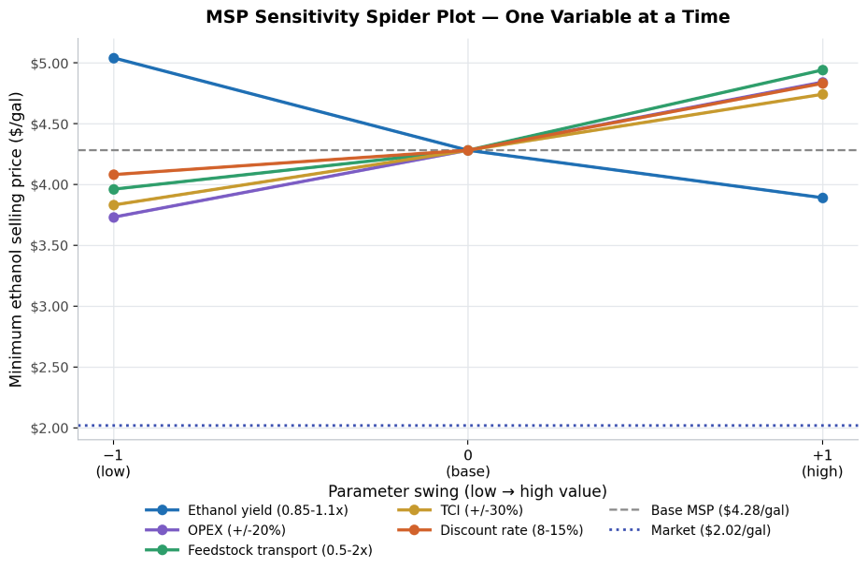 MSP Sensitivity Spider Plot — One Variable at a Time
Minimum ethanol selling price ($/gal)
$5.00
$4.50
$4.00
$3.50
$3.00
$2.50
$2.00
−1
(low)
0
(base)
+1
(high)
Parameter swing (low → high value)
Ethanol yield (0.85-1.1x)
OPEX (+/-20%)
Feedstock transport (0.5-2x)
TCI (+/-30%)
Discount rate (8-15%)
Base MSP ($4.28/gal)
Market ($2.02/gal)